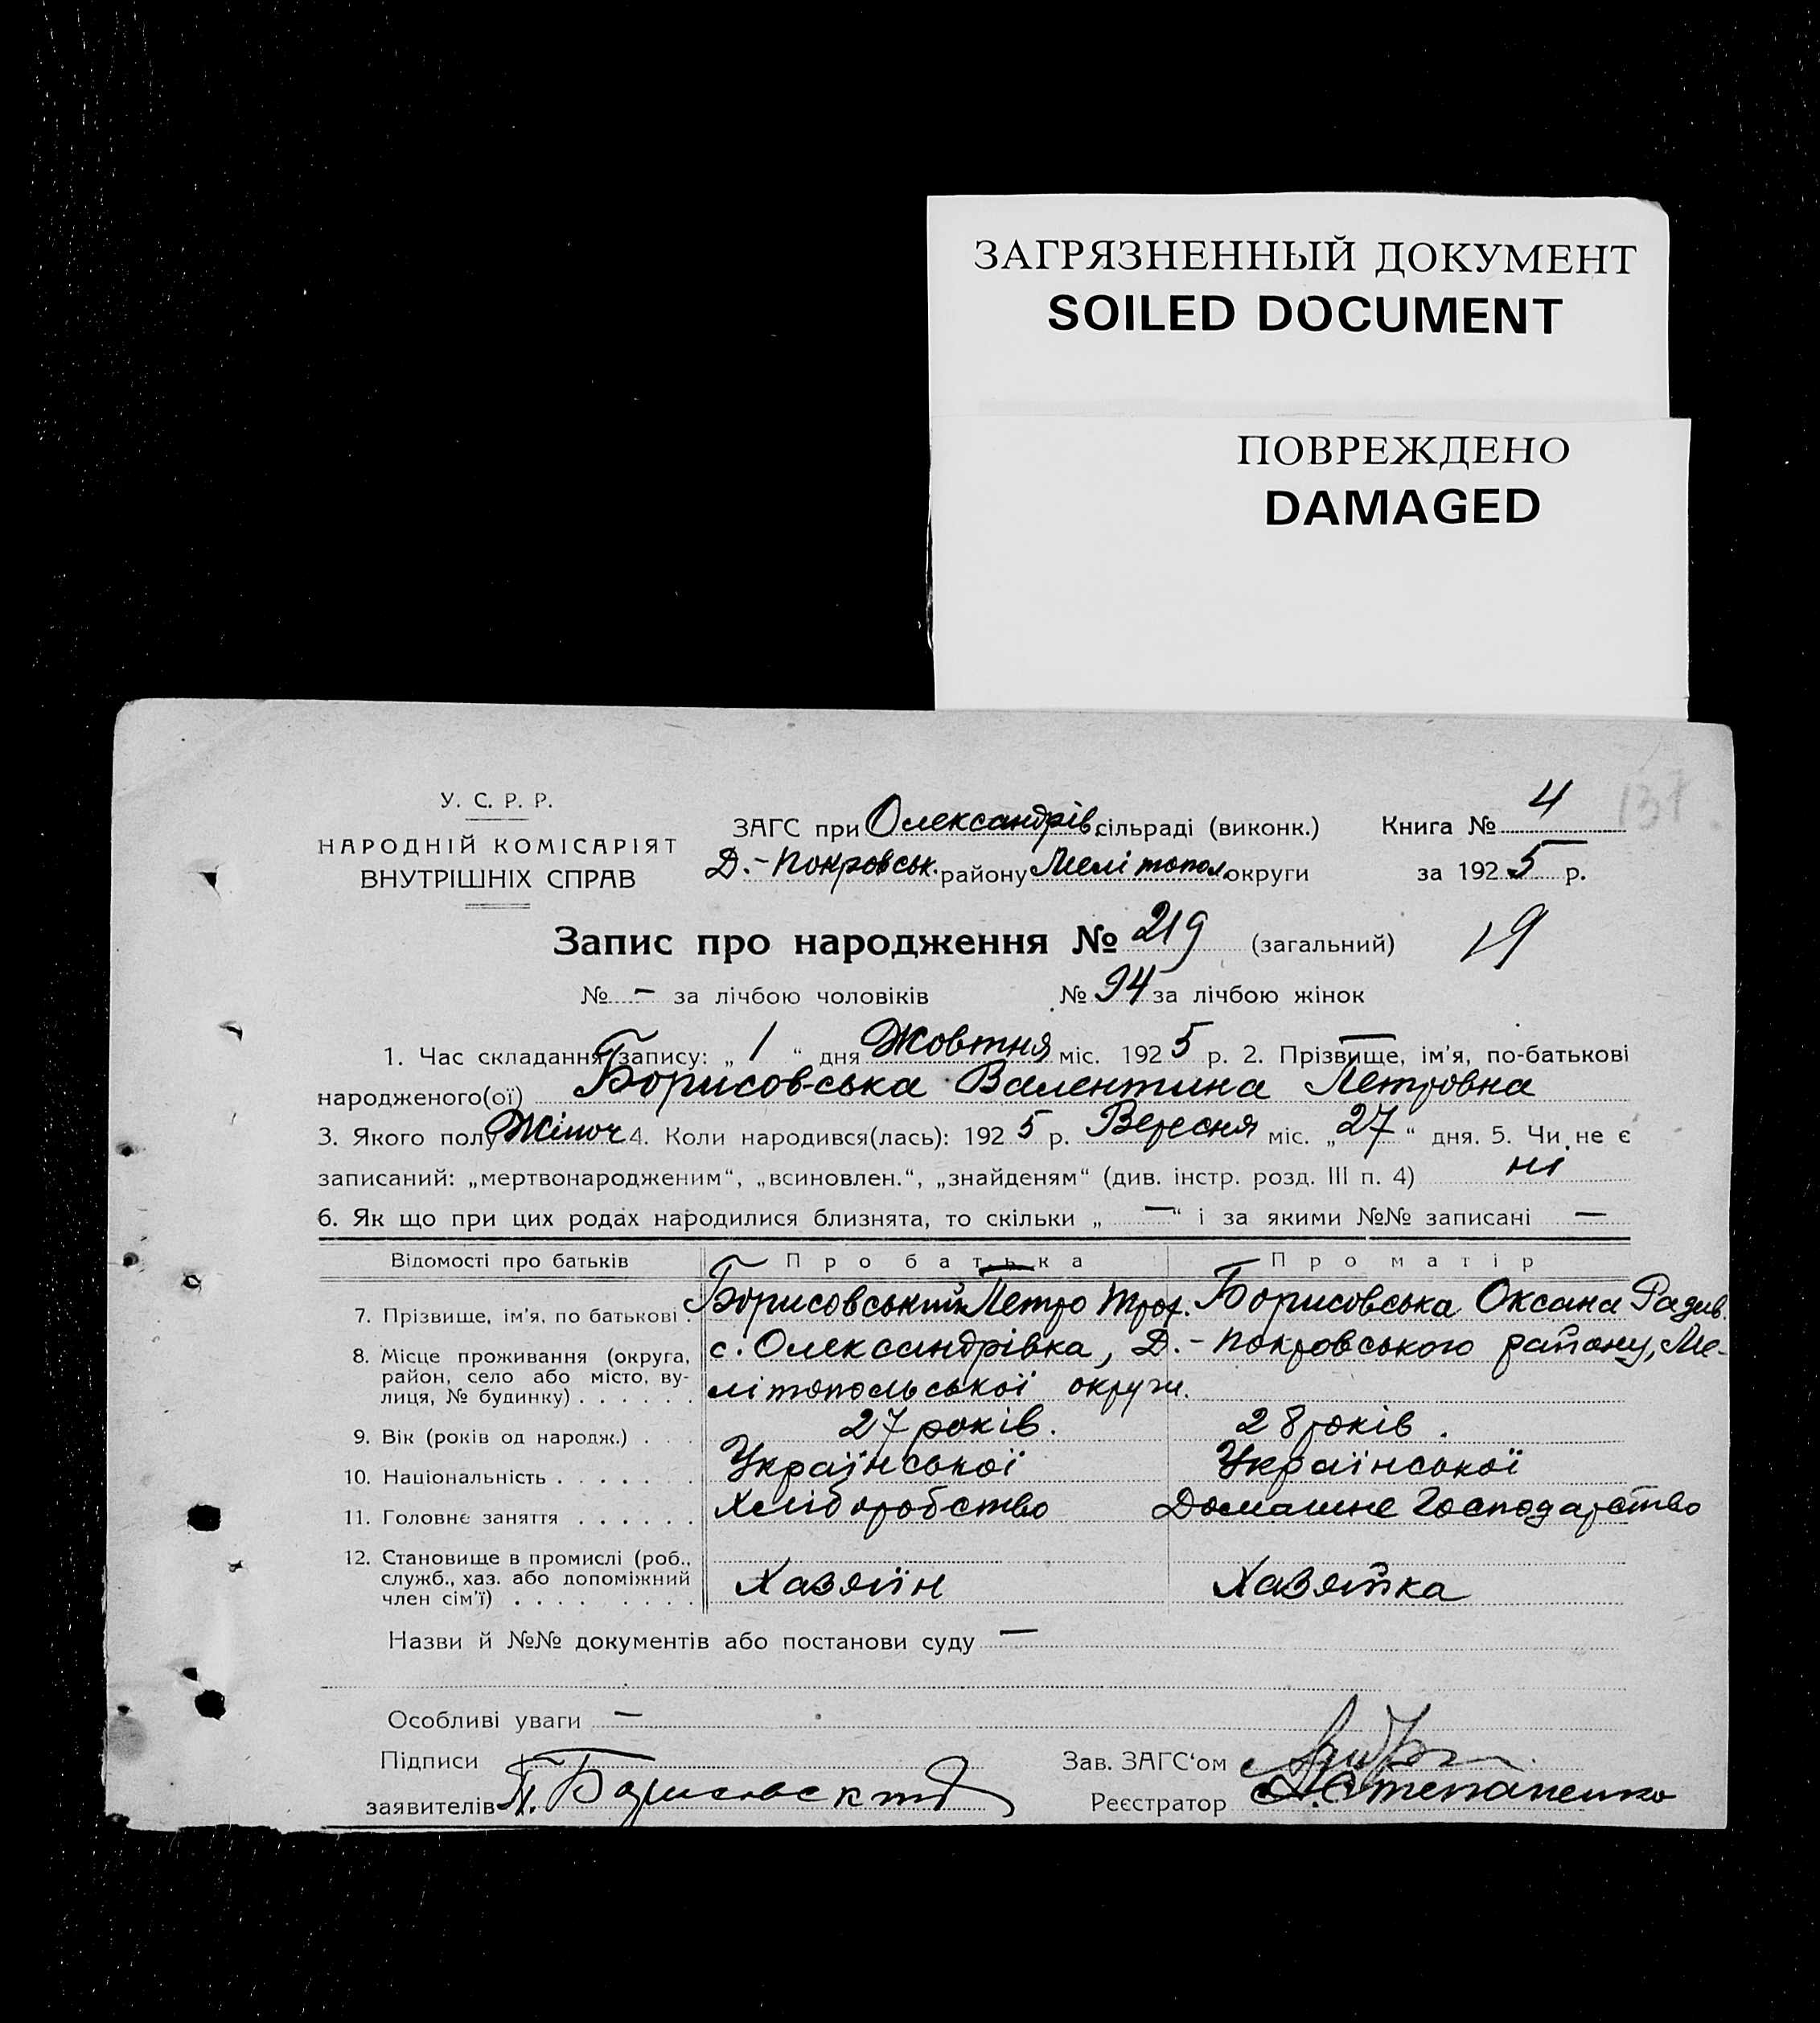 ЗАГРЯЗНЕННЫЙ ДОКУМЕНТ
SOILED DOCUMENT
ПОВРЕЖДЕНО
DAMAGED
У. С. Р. Р.
НАРОДНІЙ КОМІСАРІЯТ
ВНУТРІШНІХ СПРАВ
ЗАГС при Олександрів. сільраді (виконк.) Книга № 4
Д.-Покровськ. району Мелітопол. округи за 1925 р.
137
Запис про народження № 219 (загальний) 19
№ — за лічбою чоловіків № 94 за лічбою жінок
1. Час складання запису: „ 1 “ дня Жовтня міс. 1925 р. 2. Прізвище, ім’я, по-батькові
народженого(ої) Борисовська Валентина Петровна
3. Якого полу Жіноч 4. Коли народився(лась): 1925 р. Вересня міс. „27“ дня. 5. Чи не є
записаний: „мертвонародженим“, „всиновлен.“, „знайденям“ (див. інстр. розд. III п. 4) ні
6. Як що при цих родах народилися близнята, то скільки „ — “ і за якими №№ записані —
Відомості про батьків Про батька Про матір
7. Прізвище, ім’я, по батькові . Борисовський Петро Трох. Борисовська Оксана Радив.
8. Місце проживання (округа, район, село або місто, вулиця, № будинку) . . . . . . с. Олександрівка, Д.-Покровського району, Ме-
літопольської округи.
9. Вік (років од народж.) . . . 27 років. 28 років.
10. Національність . . . . . . . Української Української
11. Головнє заняття . . . . . . Хліборобство Домашне Господарство
12. Становище в промислі (роб., служб., хаз. або допоміжний член сім’ї) . . . . . . . . . Хазяїн Хазяйка
Назви й №№ документів або постанови суду —
Особливі уваги —
Підписи Зав. ЗАГС‘ом
заявителів П. Борисовский Реєстратор Степаненко